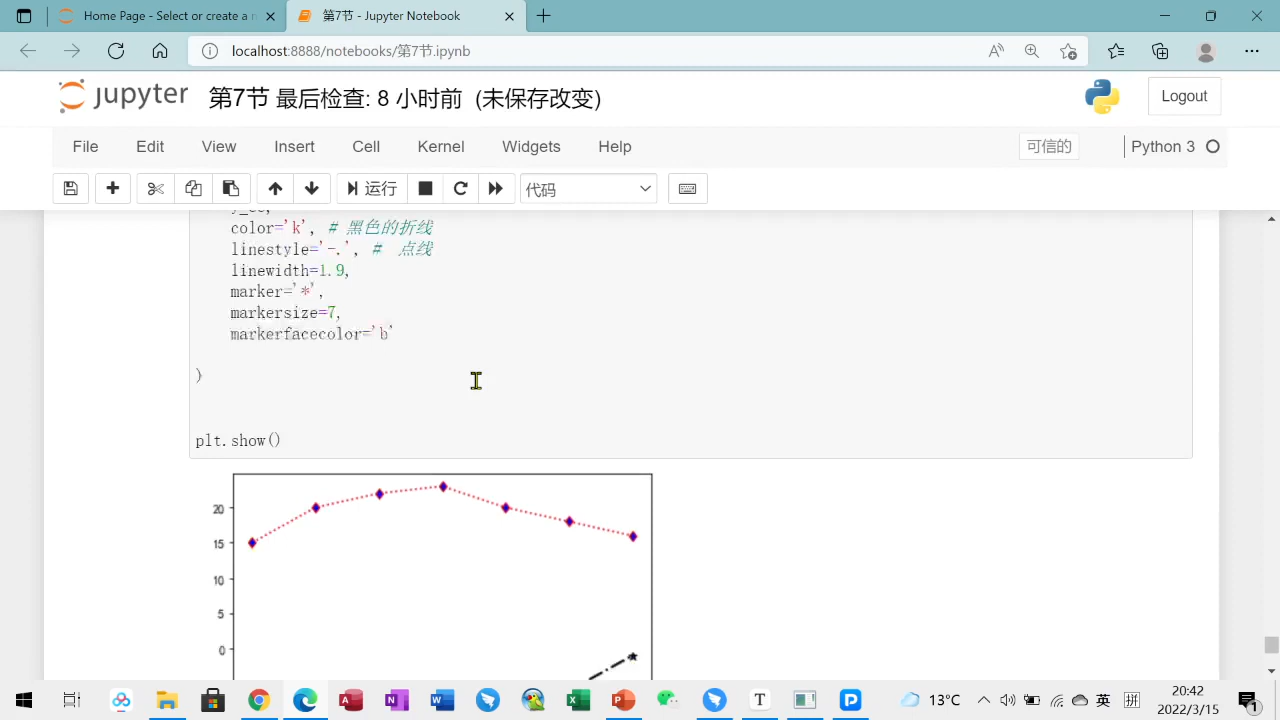 Home Page - Select or create a n
第7节 - Jupyter Notebook
localhost:8888/notebooks/第7节.ipynb
jupyter 第7节 最后检查: 8 小时前 (未保存改变)
Logout
File Edit View Insert Cell Kernel Widgets Help 可信的 Python 3
运行 代码
color='k', # 黑色的折线
linestyle='-.', # 点线
linewidth=1.9,
marker='*',
markersize=7,
markerfacecolor='b'
)
plt.show()
20
15
10
5
0
13°C 英 拼 20:42
2022/3/15